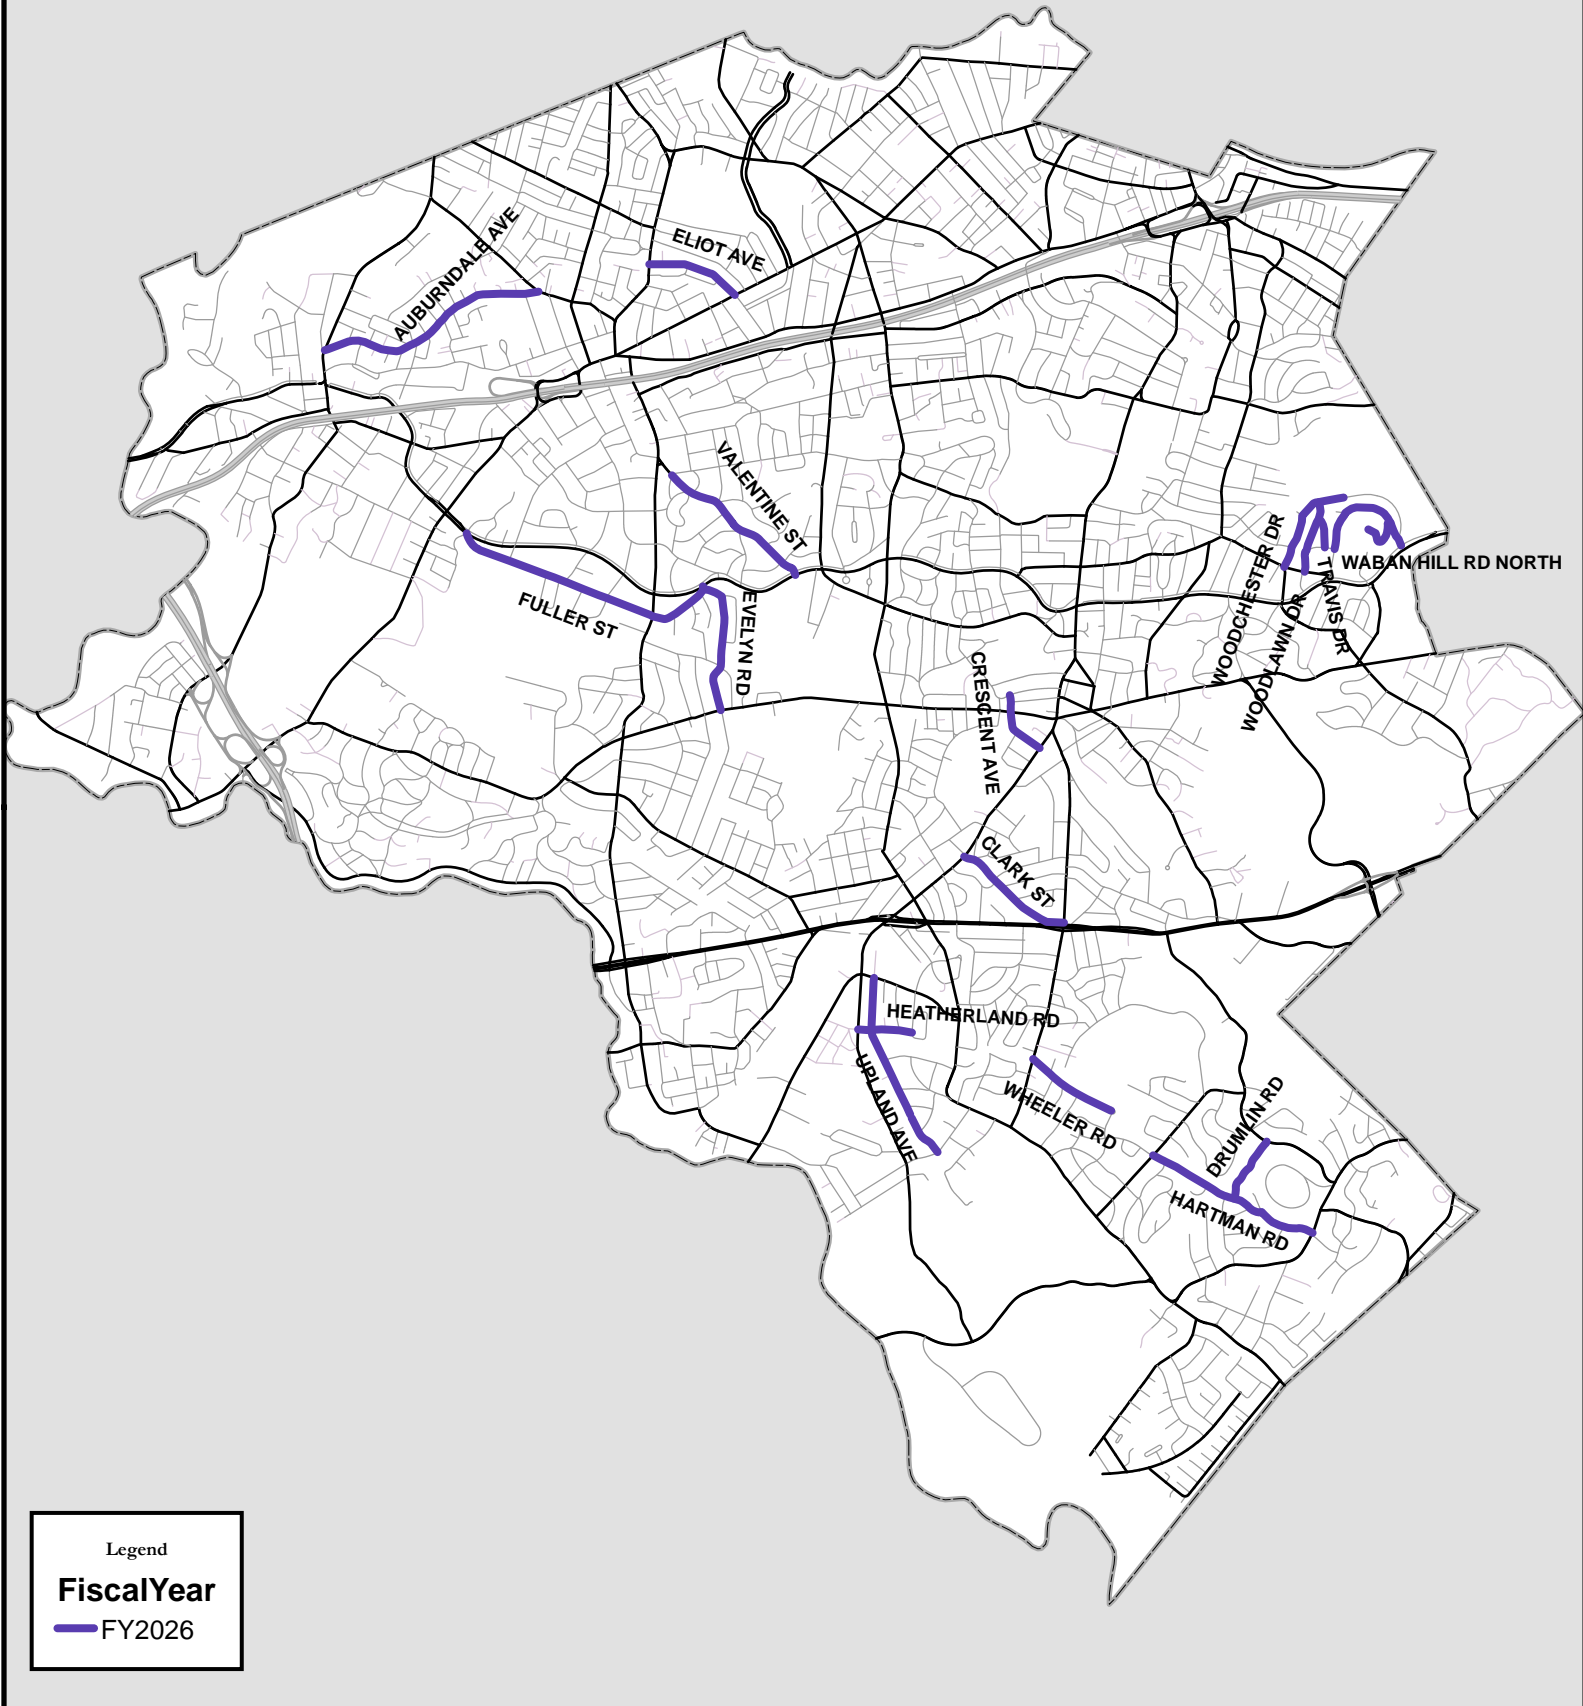 AUBURNDALE AVE
ELIOT AVE
VALENTINE ST
FULLER ST
EVELYN RD
WOODCHESTER DR
WOODLAWN DR
TRAVIS DR
WABAN HILL RD NORTH
CRESCENT AVE
CLARK ST
HEATHERLAND RD
UPLAND AVE
WHEELER RD
DRUMLIN RD
HARTMAN RD
Legend
FiscalYear
FY2026